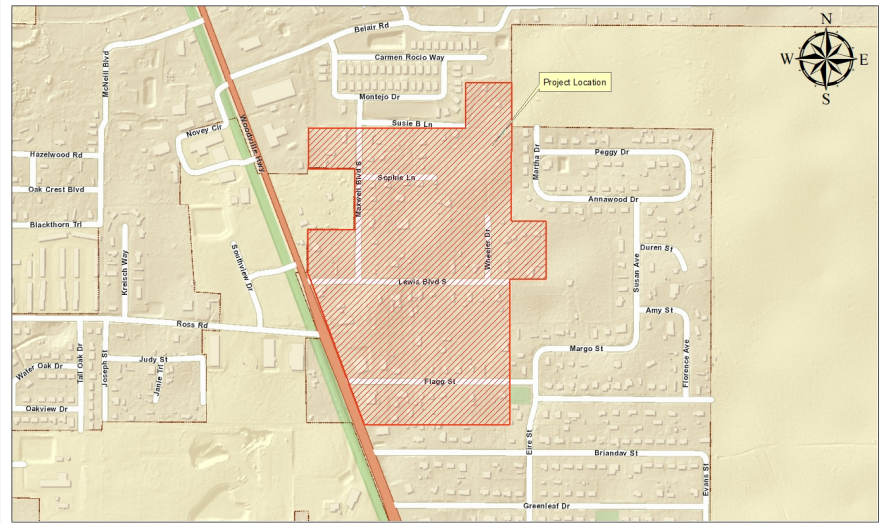 N
Belair Rd
McNeill Blvd
Carmen Rocio Way
W
E
Project Location
Montejo Dr
S
Susie B Ln
Novey Cir
Woodville Hwy
Hazelwood Rd
Martha Dr
Peggy Dr
Sophie Ln
Oak Crest Blvd
Maxwell Blvd S
Annawood Dr
Blackthorn Trl
Wheeler Dr
Duren St
Kreisch Way
Southview Dr
Susan Ave
Lewis Blvd S
Amy St
Ross Rd
Margo St
Tall Oak Dr
Joseph St
Judy St
Florence Ave
Water Oak Dr
Janie Trl
Flagg St
Oakview Dr
Eire St
Briandav St
Evans St
Greenleaf Dr